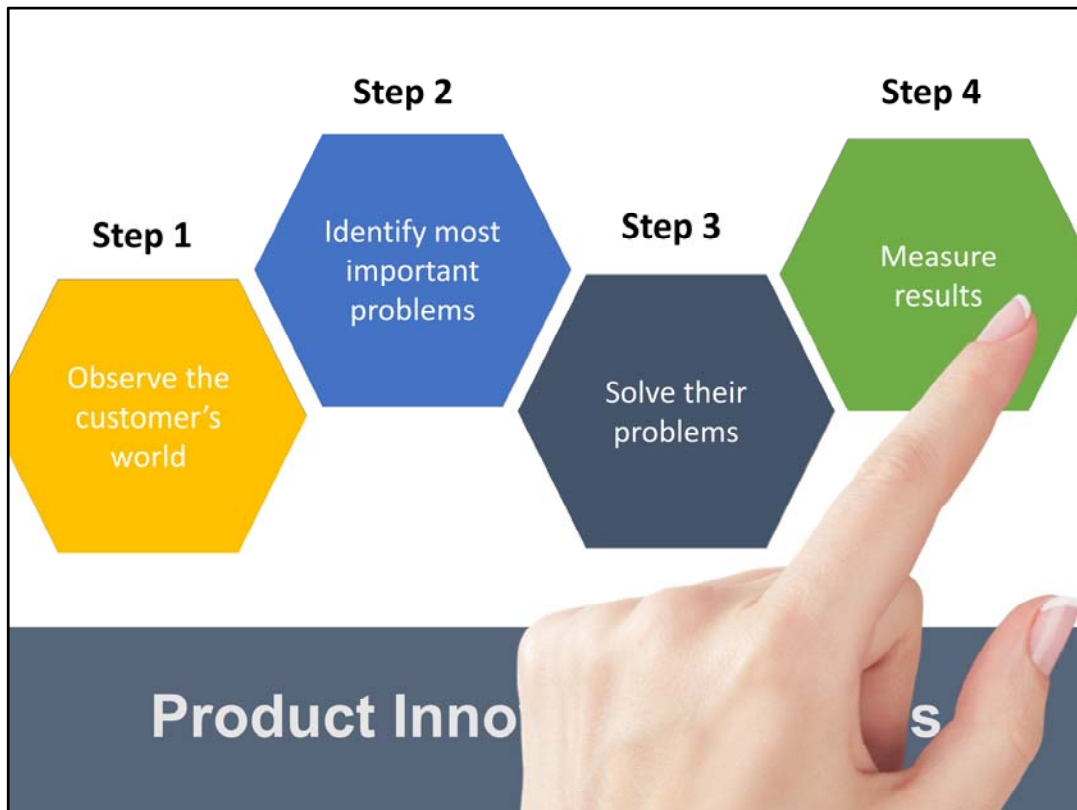 Step 1
Observe the
customer's
world
Step 2
Identify most
important
problems
Step 3
Solve their
problems
Step 4
Measure
results
Product